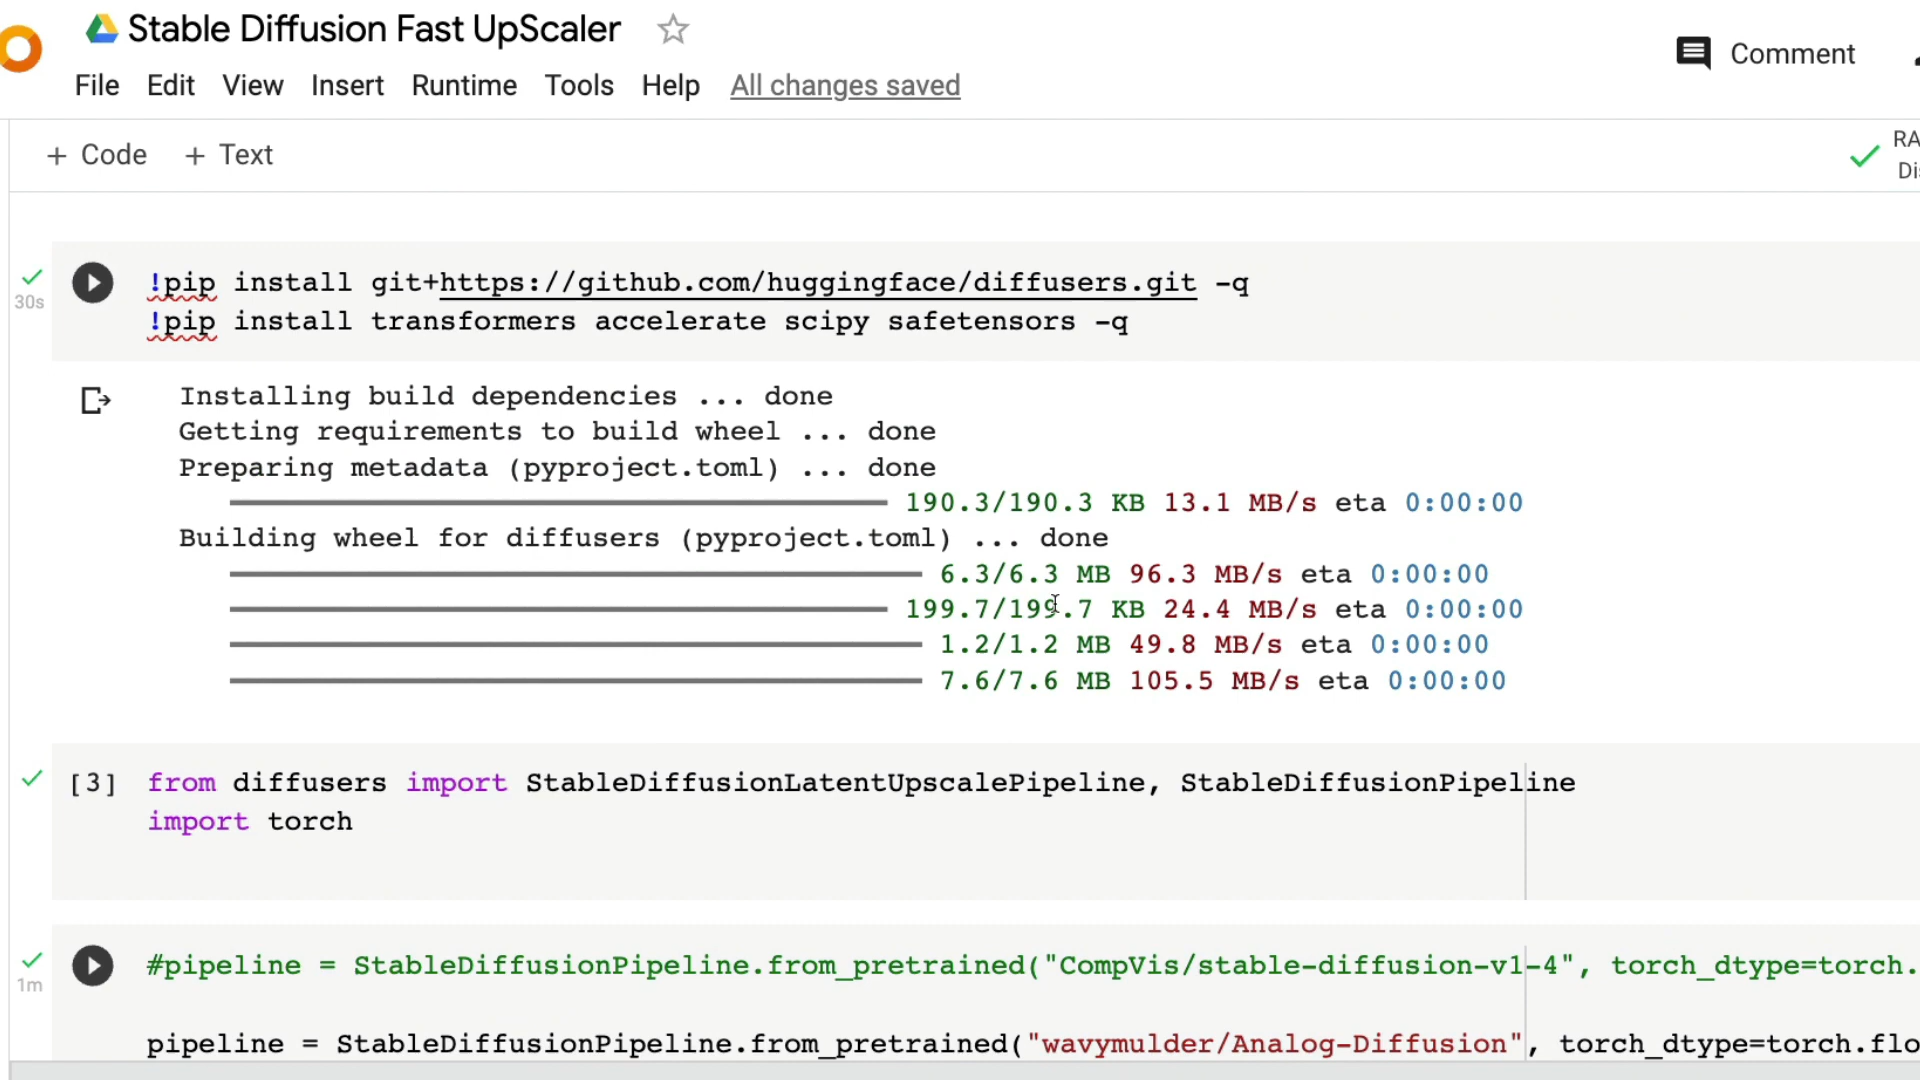 Stable Diffusion Fast UpScaler
Comment
File Edit View Insert Runtime Tools Help All changes saved
+ Code + Text
RA
Dis
30s
!pip install git+https://github.com/huggingface/diffusers.git -q
!pip install transformers accelerate scipy safetensors -q
Installing build dependencies ... done
Getting requirements to build wheel ... done
Preparing metadata (pyproject.toml) ... done
190.3/190.3 KB 13.1 MB/s eta 0:00:00
Building wheel for diffusers (pyproject.toml) ... done
6.3/6.3 MB 96.3 MB/s eta 0:00:00
199.7/199.7 KB 24.4 MB/s eta 0:00:00
1.2/1.2 MB 49.8 MB/s eta 0:00:00
7.6/7.6 MB 105.5 MB/s eta 0:00:00
[3] from diffusers import StableDiffusionLatentUpscalePipeline, StableDiffusionPipeline
import torch
1m
#pipeline = StableDiffusionPipeline.from_pretrained("CompVis/stable-diffusion-v1-4", torch_dtype=torch.
pipeline = StableDiffusionPipeline.from_pretrained("wavymulder/Analog-Diffusion", torch_dtype=torch.flo